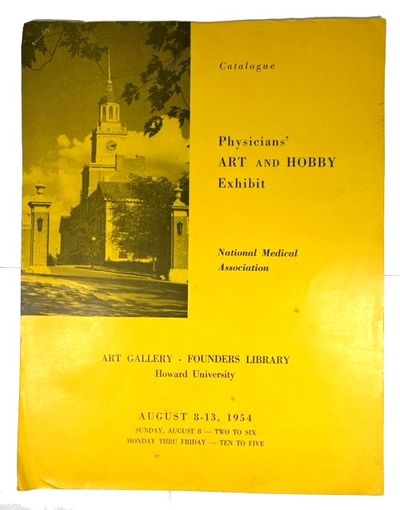 Catalogue
Physicians'
ART AND HOBBY
Exhibit
National Medical
Association
ART GALLERY - FOUNDERS LIBRARY
Howard University
AUGUST 8-13, 1954
SUNDAY, AUGUST 8 — TWO TO SIX
MONDAY THRU FRIDAY — TEN TO FIVE